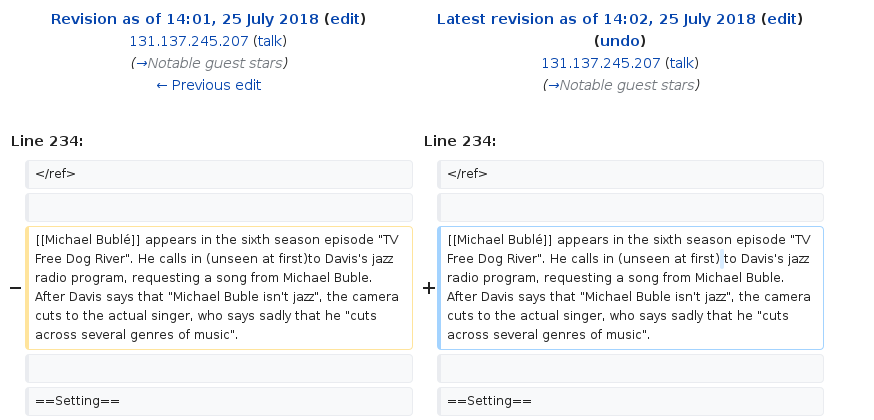 Revision as of 14:01, 25 July 2018 (edit)
131.137.245.207 (talk)
(→Notable guest stars)
← Previous edit
Latest revision as of 14:02, 25 July 2018 (edit)
(undo)
131.137.245.207 (talk)
(→Notable guest stars)
Line 234:
Line 234:
</ref>
</ref>
− [[Michael Bublé]] appears in the sixth season episode "TV
Free Dog River". He calls in (unseen at first)to Davis's jazz
radio program, requesting a song from Michael Buble.
After Davis says that "Michael Buble isn't jazz", the camera
cuts to the actual singer, who says sadly that he "cuts
across several genres of music".
+ [[Michael Bublé]] appears in the sixth season episode "TV
Free Dog River". He calls in (unseen at first) to Davis's jazz
radio program, requesting a song from Michael Buble.
After Davis says that "Michael Buble isn't jazz", the camera
cuts to the actual singer, who says sadly that he "cuts
across several genres of music".
==Setting==
==Setting==